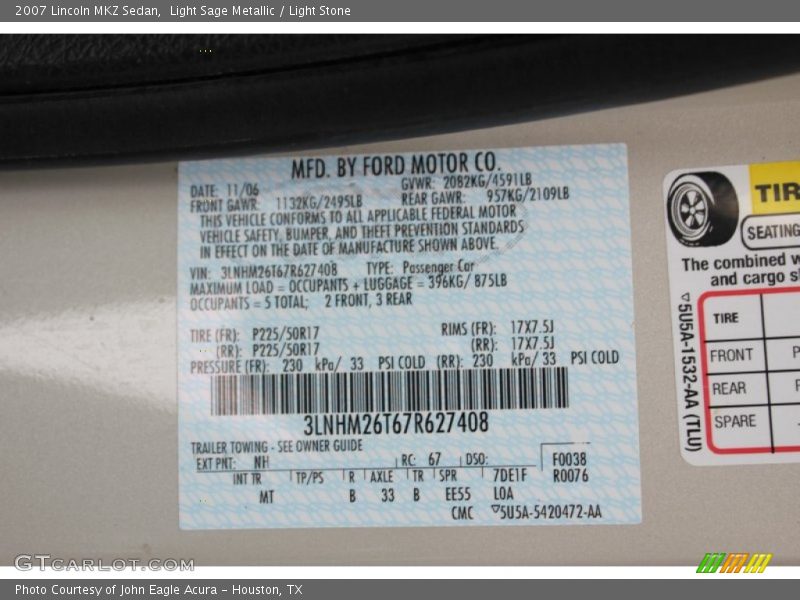 2007 Lincoln MKZ Sedan,  Light Sage Metallic / Light Stone
MFD. BY FORD MOTOR CO.
DATE: 11/06 GVWR: 2082KG/4591LB
FRONT GAWR: 1132KG/2495LB REAR GAWR: 957KG/2109LB
THIS VEHICLE CONFORMS TO ALL APPLICABLE FEDERAL MOTOR
VEHICLE SAFETY, BUMPER, AND THEFT PREVENTION STANDARDS
IN EFFECT ON THE DATE OF MANUFACTURE SHOWN ABOVE.
VIN: 3LNHM26T67R627408 TYPE: Passenger Car
MAXIMUM LOAD = OCCUPANTS + LUGGAGE = 396KG/ 875LB
OCCUPANTS = 5 TOTAL; 2 FRONT, 3 REAR
TIRE (FR): P225/50R17 RIMS (FR): 17X7.5J
(RR): P225/50R17 (RR): 17X7.5J
PRESSURE (FR): 230 kPa/ 33 PSI COLD (RR): 230 kPa/ 33 PSI COLD
3LNHM26T67R627408
TRAILER TOWING - SEE OWNER GUIDE
EXT PNT: NH RC: 67 DSO: F0038
INT TR TP/PS R AXLE TR SPR 7DE1F R0076
MT B 33 B EE55 LOA
CMC ▽5U5A-5420472-AA
TIR
SEATING
The combined w
and cargo s
▽5U5A-1532-AA (TLU)
TIRE
FRONT P
REAR P
SPARE
GTCARLOT.COM
Photo Courtesy of John Eagle Acura - Houston, TX